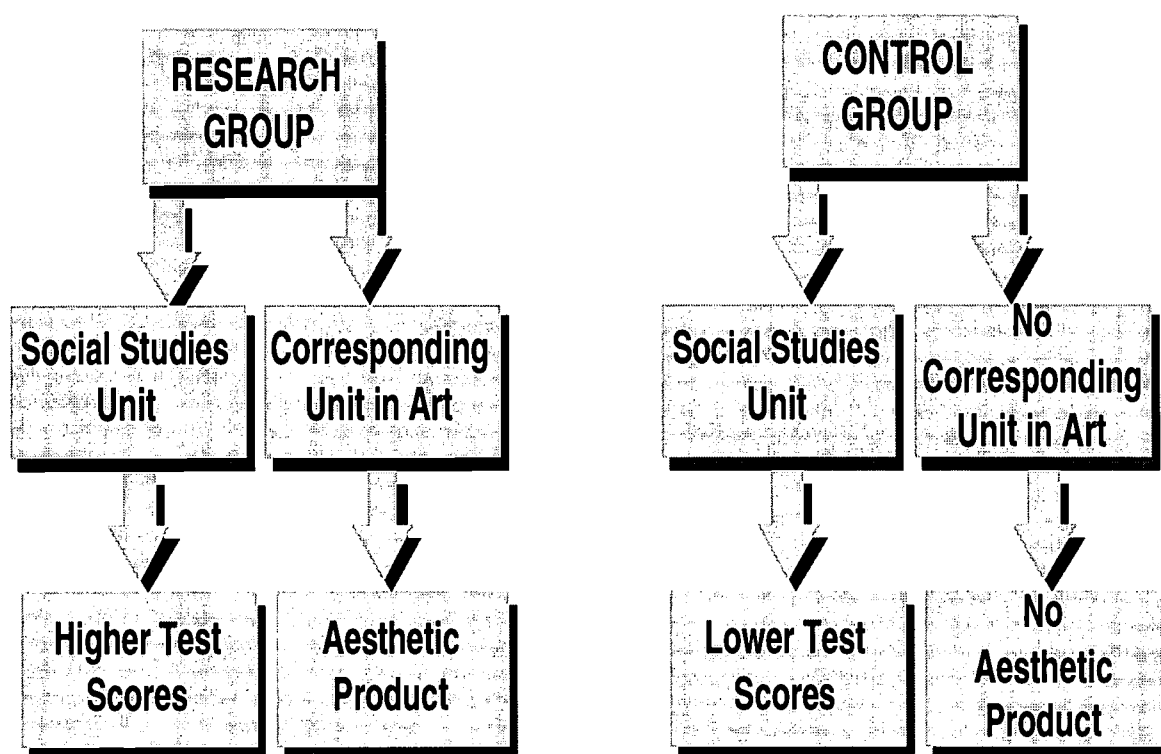 RESEARCH
GROUP
CONTROL
GROUP
Social Studies
Unit
Corresponding
Unit in Art
Social Studies
Unit
No
Corresponding
Unit in Art
Higher Test
Scores
Aesthetic
Product
Lower Test
Scores
No
Aesthetic
Product